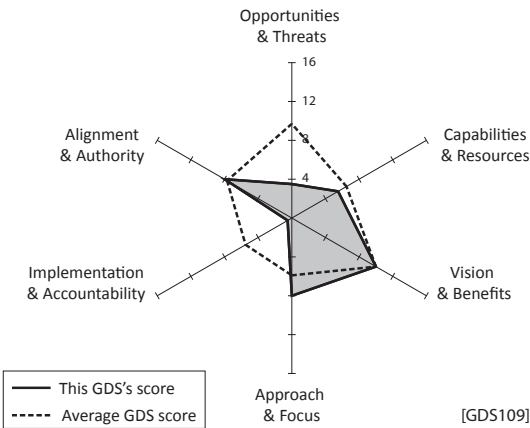 Opportunities
& Threats
16
12
8
4
Alignment
& Authority
Capabilities
& Resources
Implementation
& Accountability
Vision
& Benefits
Approach
& Focus
This GDS's score
Average GDS score
[GDS109]